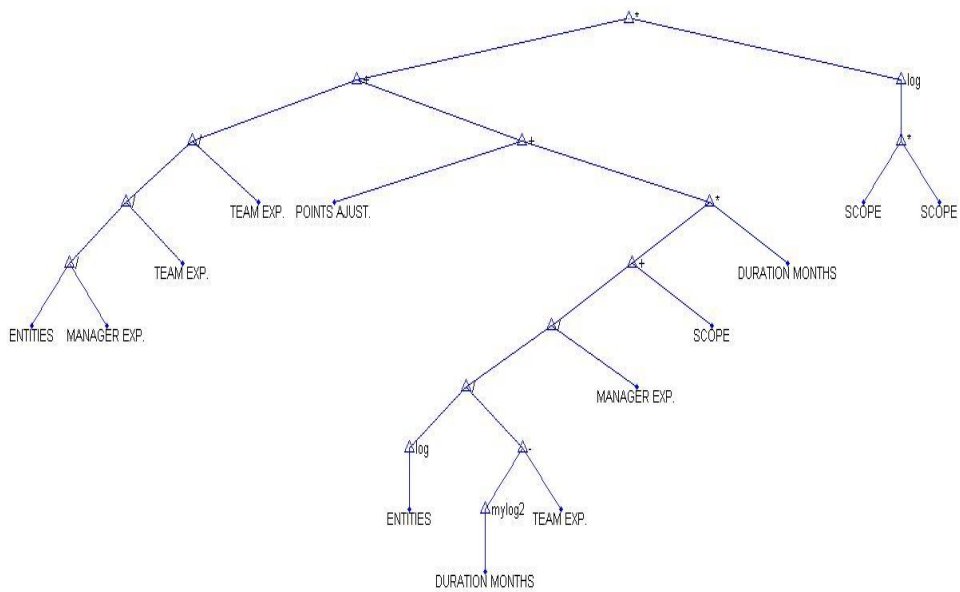 *
+
log
/
+
*
/
TEAM EXP.
POINTS AJUST.
*
SCOPE
SCOPE
/
TEAM EXP.
+
DURATION MONTHS
ENTITIES
MANAGER EXP.
/
SCOPE
/
MANAGER EXP.
log
-
ENTITIES
mylog2
TEAM EXP.
DURATION MONTHS